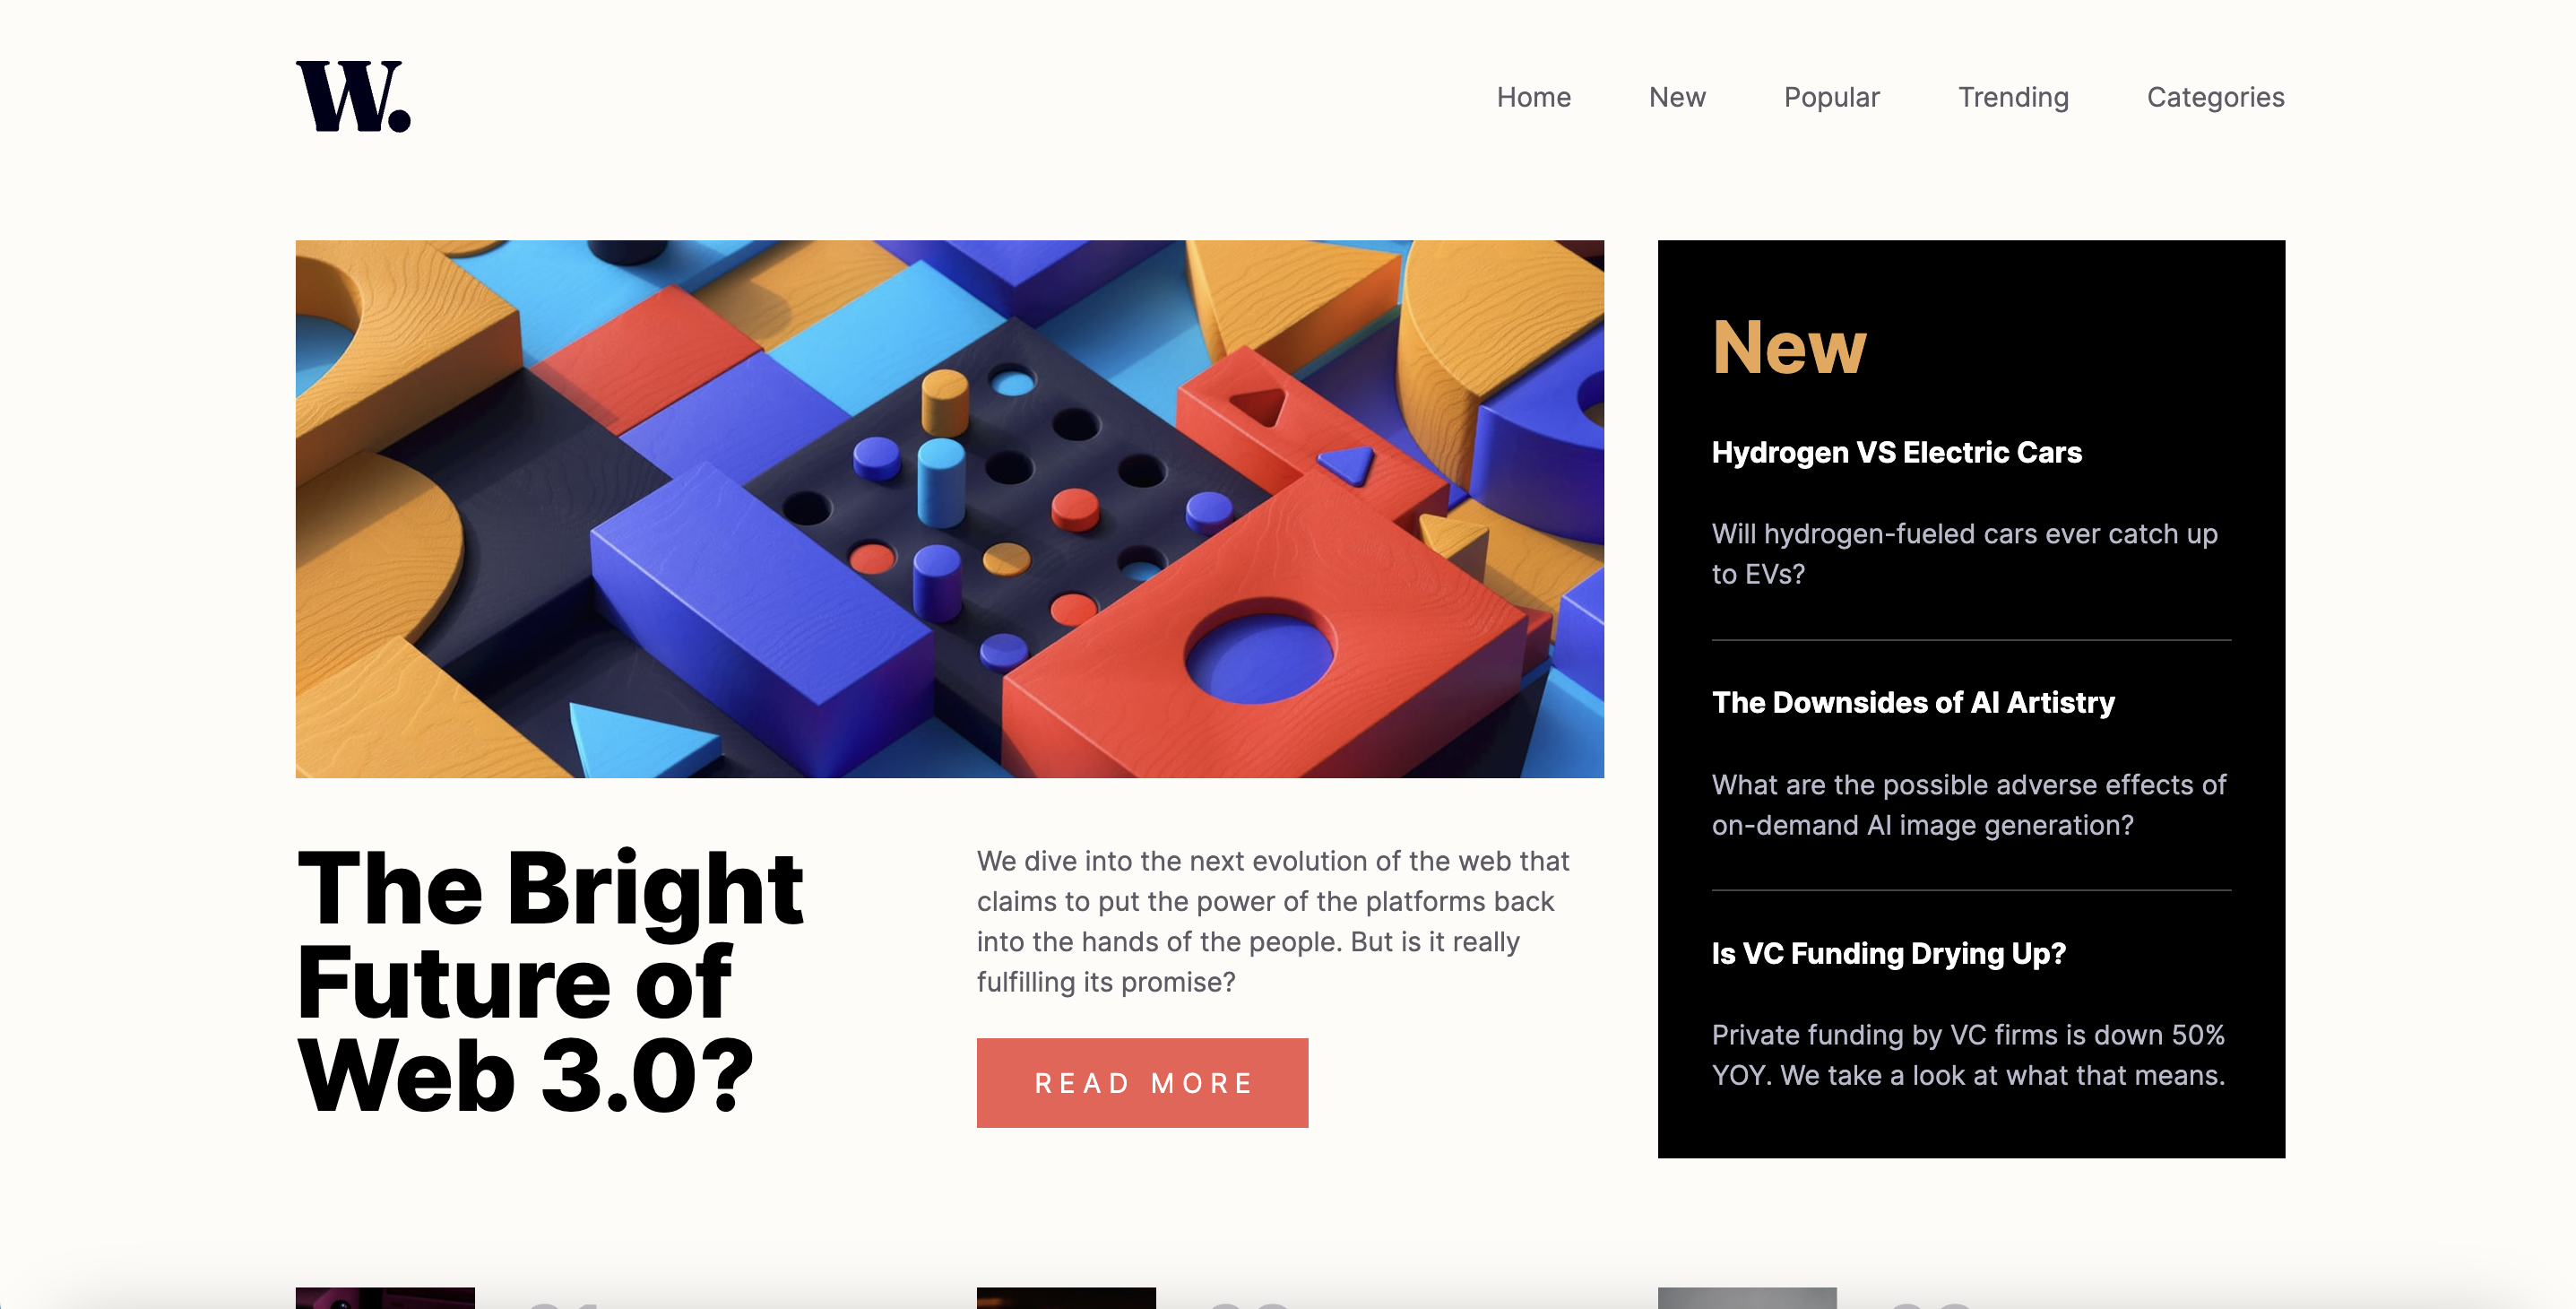 W.
Home New Popular Trending Categories
The Bright
Future of
Web 3.0?
We dive into the next evolution of the web that
claims to put the power of the platforms back
into the hands of the people. But is it really
fulfilling its promise?
READ MORE
New
Hydrogen VS Electric Cars
Will hydrogen-fueled cars ever catch up
to EVs?
The Downsides of AI Artistry
What are the possible adverse effects of
on-demand AI image generation?
Is VC Funding Drying Up?
Private funding by VC firms is down 50%
YOY. We take a look at what that means.